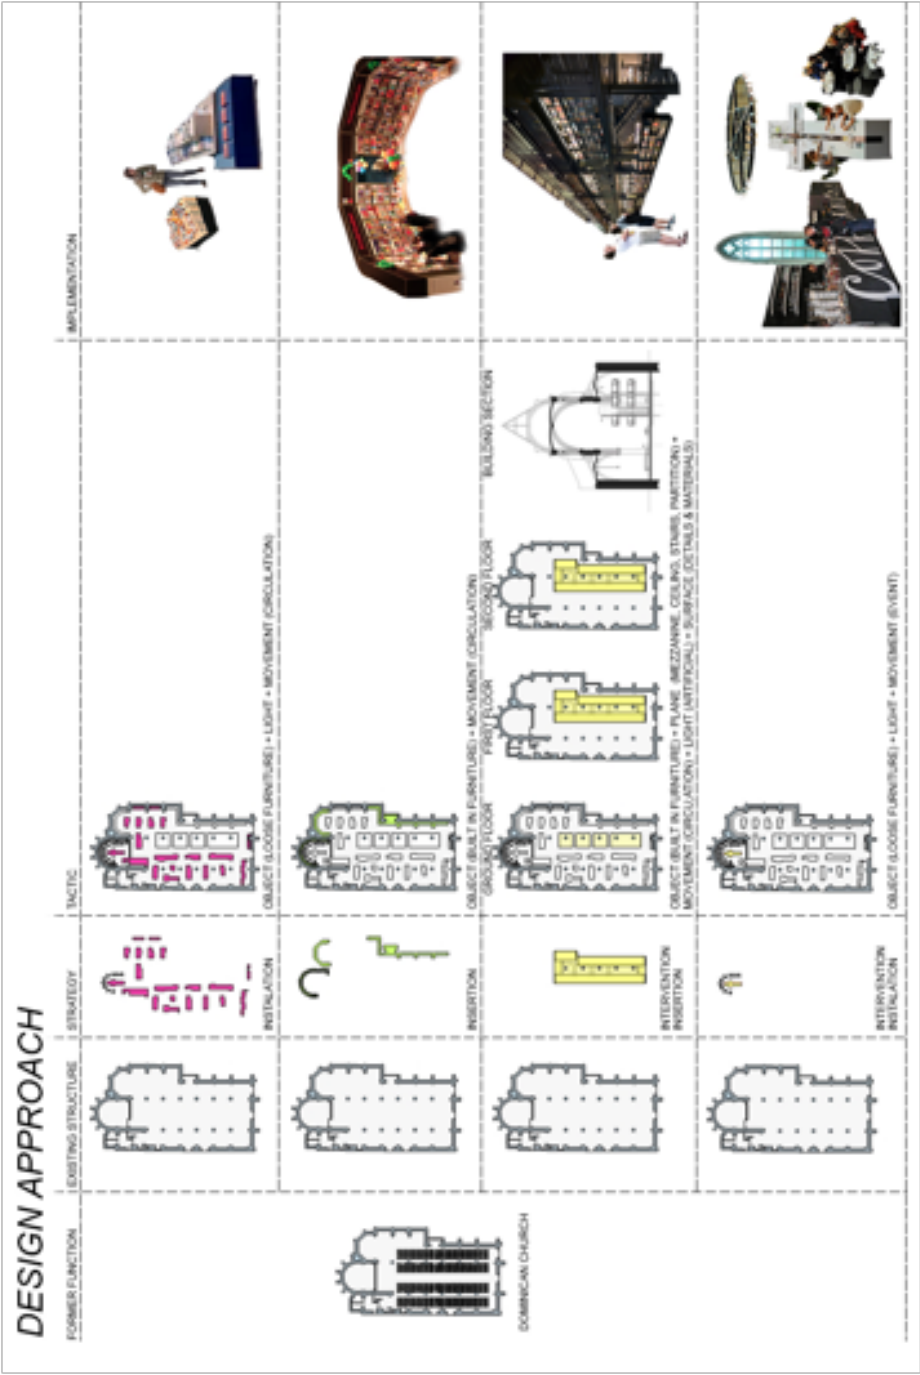 DESIGN APPROACH
FORMER FUNCTION
EXISTING STRUCTURE
STRATEGY
TACTIC
IMPLEMENTATION
INSTALATION
OBJECT (LOOSE FURNITURE) + LIGHT + MOVEMENT (CIRCULATION)
INSERTION
OBJECT (BUILT IN FURNITURE) + MOVEMENT (CIRCULATION)
GROUND FLOOR
FIRST FLOOR
SECOND FLOOR
BUILDING SECTION
DOMINICAN CHURCH
INTERVENTION
INSERTION
OBJECT (BUILT IN FURNITURE) + PLANE (MEZZANINE, CEILING, STAIRS, PARTITION) +
MOVEMENT (CIRCULATION) + LIGHT (ARTIFICIAL) + SURFACE (DETAILS & MATERIALS)
INTERVENTION
INSTALATION
OBJECT (LOOSE FURNITURE) + LIGHT + MOVEMENT (EVENT)